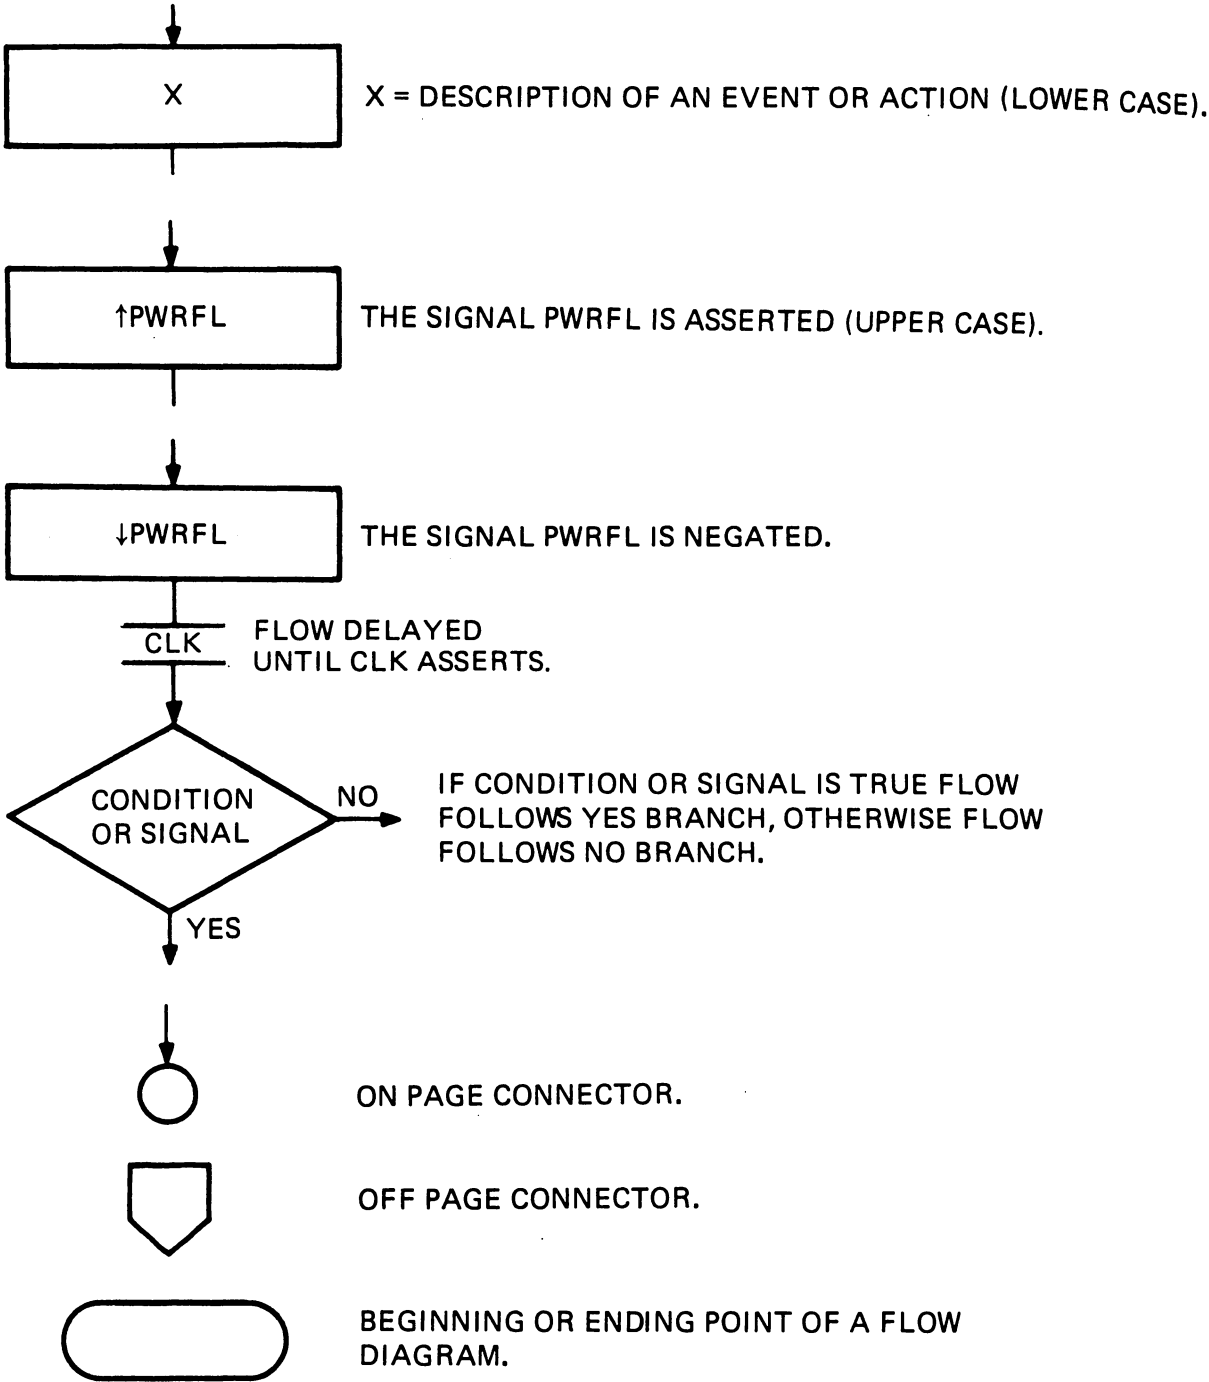 X
X = DESCRIPTION OF AN EVENT OR ACTION (LOWER CASE).
↑PWRFL
THE SIGNAL PWRFL IS ASSERTED (UPPER CASE).
↓PWRFL
THE SIGNAL PWRFL IS NEGATED.
CLK
FLOW DELAYED
UNTIL CLK ASSERTS.
CONDITION
OR SIGNAL
NO
IF CONDITION OR SIGNAL IS TRUE FLOW
FOLLOWS YES BRANCH, OTHERWISE FLOW
FOLLOWS NO BRANCH.
YES
ON PAGE CONNECTOR.
OFF PAGE CONNECTOR.
BEGINNING OR ENDING POINT OF A FLOW
DIAGRAM.